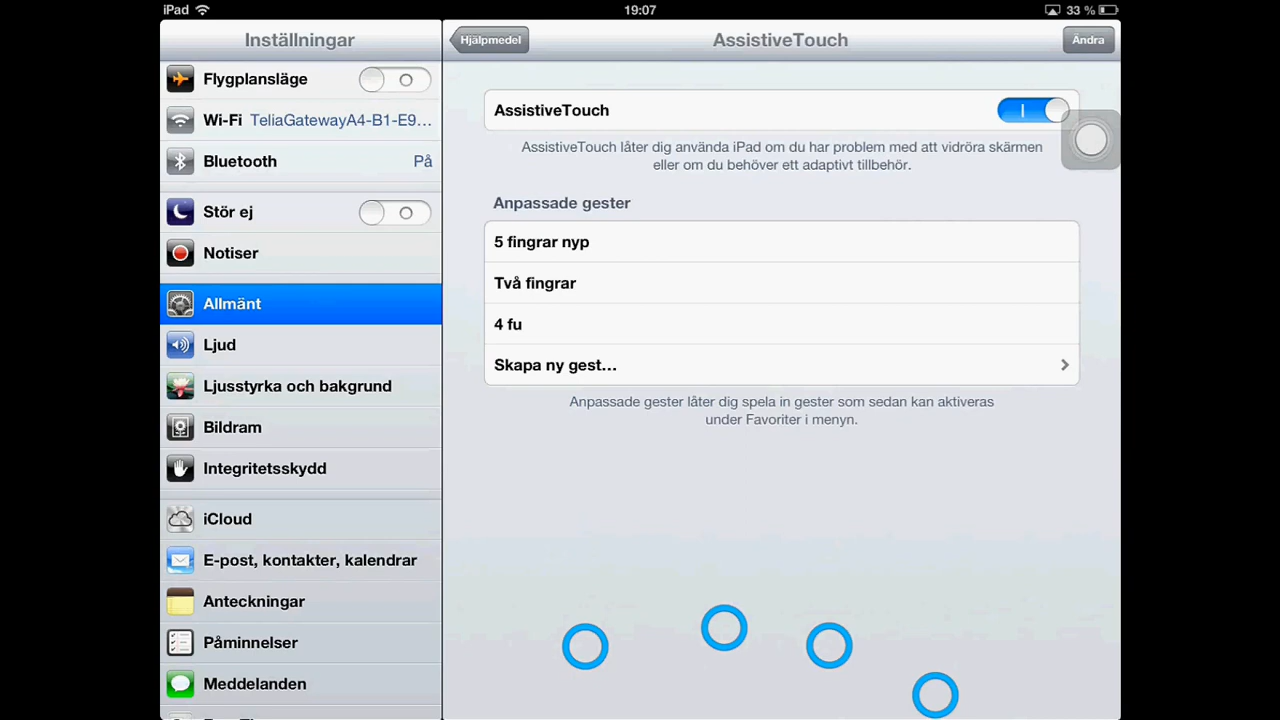 iPad
19:07
33 %
Inställningar
Flygplansläge
Wi-Fi TeliaGatewayA4-B1-E9...
Bluetooth På
Stör ej
Notiser
Allmänt
Ljud
Ljusstyrka och bakgrund
Bildram
Integritetsskydd
iCloud
E-post, kontakter, kalendrar
Anteckningar
Påminnelser
Meddelanden
Hjälpmedel
AssistiveTouch
Ändra
AssistiveTouch
AssistiveTouch låter dig använda iPad om du har problem med att vidröra skärmen
eller om du behöver ett adaptivt tillbehör.
Anpassade gester
5 fingrar nyp
Två fingrar
4 fu
Skapa ny gest...
Anpassade gester låter dig spela in gester som sedan kan aktiveras
under Favoriter i menyn.